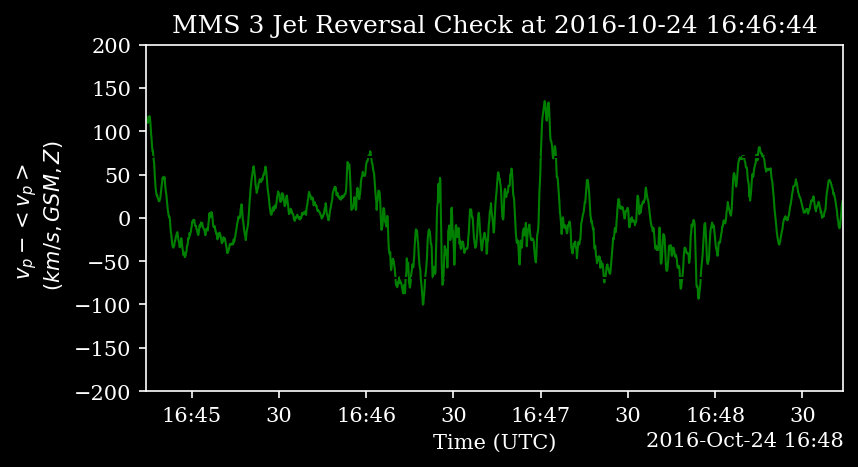 MMS 3 Jet Reversal Check at 2016-10-24 16:46:44
v_p − < v_p >
(km/s, GSM, Z)
200
150
100
50
0
−50
−100
−150
−200
16:45 30 16:46 30 16:47 30 16:48 30
Time (UTC)
2016-Oct-24 16:48